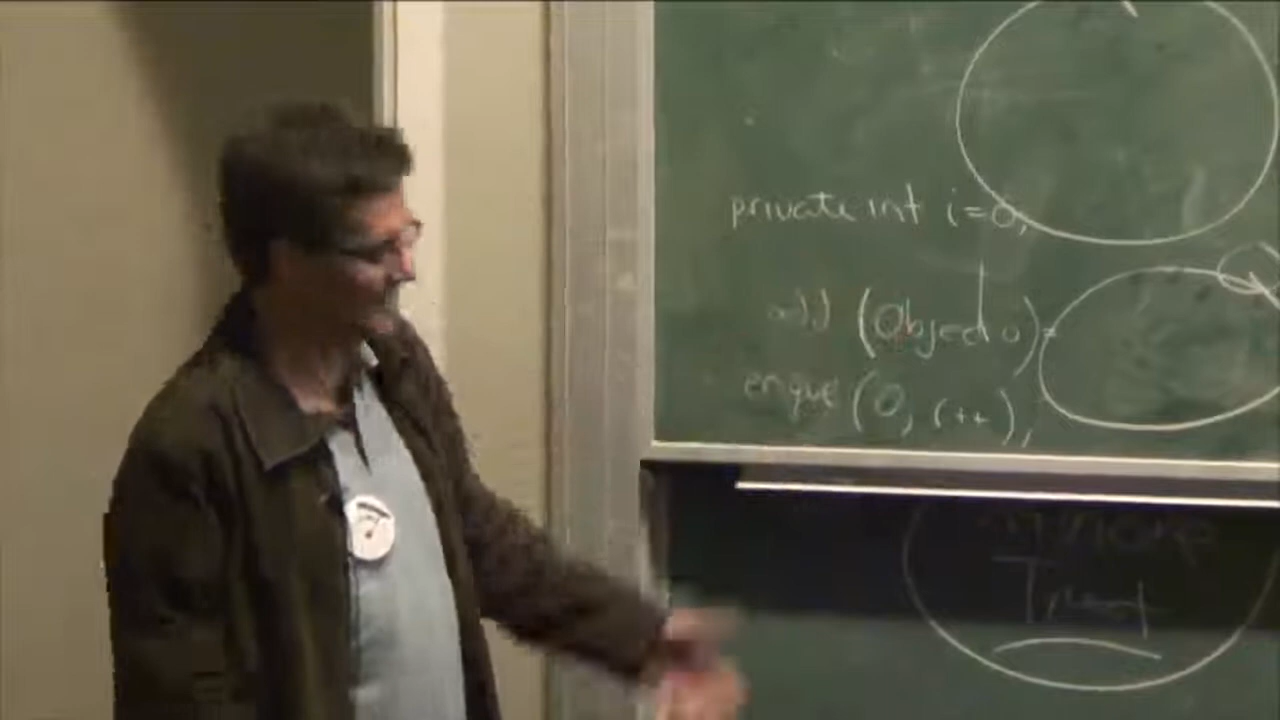 private int i=0;
add (Object o)=
enque (O, i++);